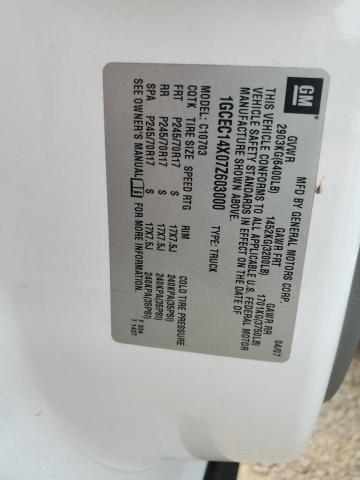 GM
MFD BY GENERAL MOTORS CORP.
04/07
GVWR GAWR FRT GAWR RR
2903KG(6400LB) 1452KG(3200LB) 1701KG(3750LB)
THIS VEHICLE CONFORMS TO ALL APPLICABLE U.S. FEDERAL MOTOR
VEHICLE SAFETY STANDARDS IN EFFECT ON THE DATE OF
MANUFACTURE SHOWN ABOVE.
1GCEC14X07Z603000 TYPE: TRUCK
MODEL: C10703
COTK TIRE SIZE SPEED RTG RIM COLD TIRE PRESSURE
FRT P245/70R17 S 17X7.5J 240KPA(35PSI)
RR P245/70R17 S 17X7.5J 240KPA(35PSI)
SPA P245/70R17 S 17X7.5J 240KPA(35PSI)
SEE OWNER'S MANUAL FOR MORE INFORMATION.